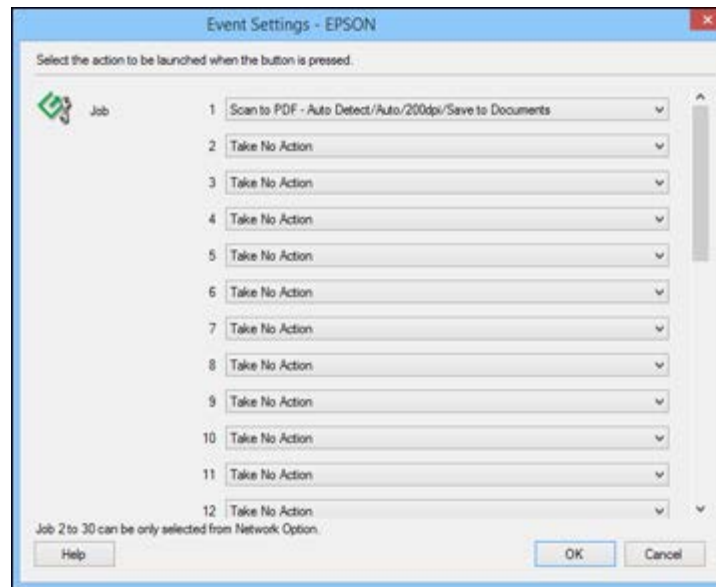 Event Settings - EPSON
Select the action to be launched when the button is pressed.
Job 1 Scan to PDF - Auto Detect/Auto/200dpi/Save to Documents
2 Take No Action
3 Take No Action
4 Take No Action
5 Take No Action
6 Take No Action
7 Take No Action
8 Take No Action
9 Take No Action
10 Take No Action
11 Take No Action
12 Take No Action
Job 2 to 30 can be only selected from Network Option.
Help OK Cancel